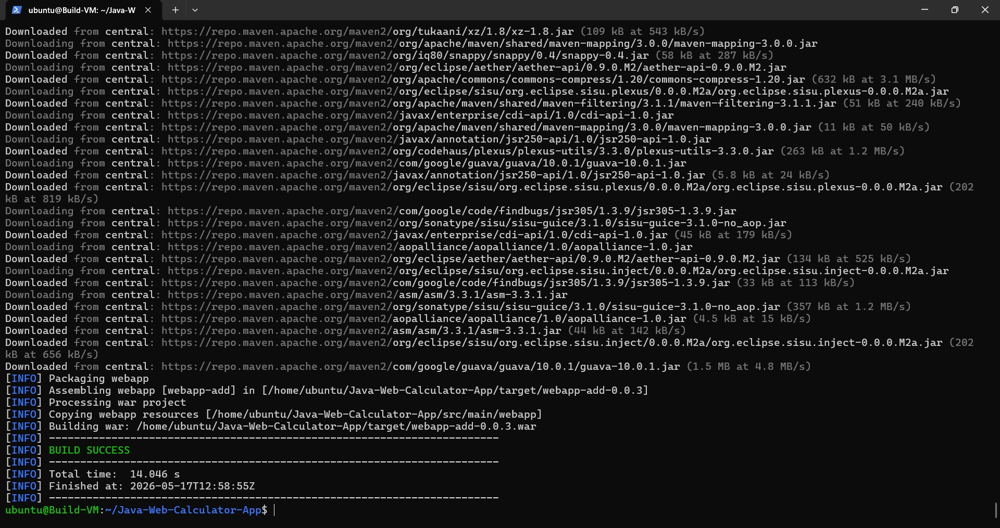 ubuntu@Build-VM: ~/Java-W
Downloaded from central: https://repo.maven.apache.org/maven2/org/tukaani/xz/1.8/xz-1.8.jar (109 kB at 543 kB/s)
Downloading from central: https://repo.maven.apache.org/maven2/org/apache/maven/shared/maven-mapping/3.0.0/maven-mapping-3.0.0.jar
Downloaded from central: https://repo.maven.apache.org/maven2/org/iq80/snappy/snappy/0.4/snappy-0.4.jar (58 kB at 287 kB/s)
Downloading from central: https://repo.maven.apache.org/maven2/org/eclipse/aether/aether-api/0.9.0.M2/aether-api-0.9.0.M2.jar
Downloaded from central: https://repo.maven.apache.org/maven2/org/apache/commons/commons-compress/1.20/commons-compress-1.20.jar (632 kB at 3.1 MB/s)
Downloading from central: https://repo.maven.apache.org/maven2/org/eclipse/sisu/org.eclipse.sisu.plexus/0.0.0.M2a/org.eclipse.sisu.plexus-0.0.0.M2a.jar
Downloaded from central: https://repo.maven.apache.org/maven2/org/apache/maven/shared/maven-filtering/3.1.1/maven-filtering-3.1.1.jar (51 kB at 240 kB/s)
Downloading from central: https://repo.maven.apache.org/maven2/javax/enterprise/cdi-api/1.0/cdi-api-1.0.jar
Downloaded from central: https://repo.maven.apache.org/maven2/org/apache/maven/shared/maven-mapping/3.0.0/maven-mapping-3.0.0.jar (11 kB at 50 kB/s)
Downloading from central: https://repo.maven.apache.org/maven2/javax/annotation/jsr250-api/1.0/jsr250-api-1.0.jar
Downloaded from central: https://repo.maven.apache.org/maven2/org/codehaus/plexus/plexus-utils/3.3.0/plexus-utils-3.3.0.jar (263 kB at 1.2 MB/s)
Downloading from central: https://repo.maven.apache.org/maven2/com/google/guava/guava/10.0.1/guava-10.0.1.jar
Downloaded from central: https://repo.maven.apache.org/maven2/javax/annotation/jsr250-api/1.0/jsr250-api-1.0.jar (5.8 kB at 24 kB/s)
Downloaded from central: https://repo.maven.apache.org/maven2/org/eclipse/sisu/org.eclipse.sisu.plexus/0.0.0.M2a/org.eclipse.sisu.plexus-0.0.0.M2a.jar (202
kB at 819 kB/s)
Downloading from central: https://repo.maven.apache.org/maven2/com/google/code/findbugs/jsr305/1.3.9/jsr305-1.3.9.jar
Downloading from central: https://repo.maven.apache.org/maven2/org/sonatype/sisu/sisu-guice/3.1.0/sisu-guice-3.1.0-no_aop.jar
Downloaded from central: https://repo.maven.apache.org/maven2/javax/enterprise/cdi-api/1.0/cdi-api-1.0.jar (45 kB at 179 kB/s)
Downloading from central: https://repo.maven.apache.org/maven2/aopalliance/aopalliance/1.0/aopalliance-1.0.jar
Downloaded from central: https://repo.maven.apache.org/maven2/org/eclipse/aether/aether-api/0.9.0.M2/aether-api-0.9.0.M2.jar (134 kB at 525 kB/s)
Downloading from central: https://repo.maven.apache.org/maven2/org/eclipse/sisu/org.eclipse.sisu.inject/0.0.0.M2a/org.eclipse.sisu.inject-0.0.0.M2a.jar
Downloaded from central: https://repo.maven.apache.org/maven2/com/google/code/findbugs/jsr305/1.3.9/jsr305-1.3.9.jar (33 kB at 113 kB/s)
Downloading from central: https://repo.maven.apache.org/maven2/asm/asm/3.3.1/asm-3.3.1.jar
Downloaded from central: https://repo.maven.apache.org/maven2/org/sonatype/sisu/sisu-guice/3.1.0/sisu-guice-3.1.0-no_aop.jar (357 kB at 1.2 MB/s)
Downloaded from central: https://repo.maven.apache.org/maven2/aopalliance/aopalliance/1.0/aopalliance-1.0.jar (4.5 kB at 15 kB/s)
Downloaded from central: https://repo.maven.apache.org/maven2/asm/asm/3.3.1/asm-3.3.1.jar (44 kB at 142 kB/s)
Downloaded from central: https://repo.maven.apache.org/maven2/org/eclipse/sisu/org.eclipse.sisu.inject/0.0.0.M2a/org.eclipse.sisu.inject-0.0.0.M2a.jar (202
kB at 656 kB/s)
Downloaded from central: https://repo.maven.apache.org/maven2/com/google/guava/guava/10.0.1/guava-10.0.1.jar (1.5 MB at 4.8 MB/s)
[INFO] Packaging webapp
[INFO] Assembling webapp [webapp-add] in [/home/ubuntu/Java-Web-Calculator-App/target/webapp-add-0.0.3]
[INFO] Processing war project
[INFO] Copying webapp resources [/home/ubuntu/Java-Web-Calculator-App/src/main/webapp]
[INFO] Building war: /home/ubuntu/Java-Web-Calculator-App/target/webapp-add-0.0.3.war
[INFO] ------------------------------------------------------------------------
[INFO] BUILD SUCCESS
[INFO] ------------------------------------------------------------------------
[INFO] Total time:  14.046 s
[INFO] Finished at: 2026-05-17T12:58:55Z
[INFO] ------------------------------------------------------------------------
ubuntu@Build-VM:~/Java-Web-Calculator-App$